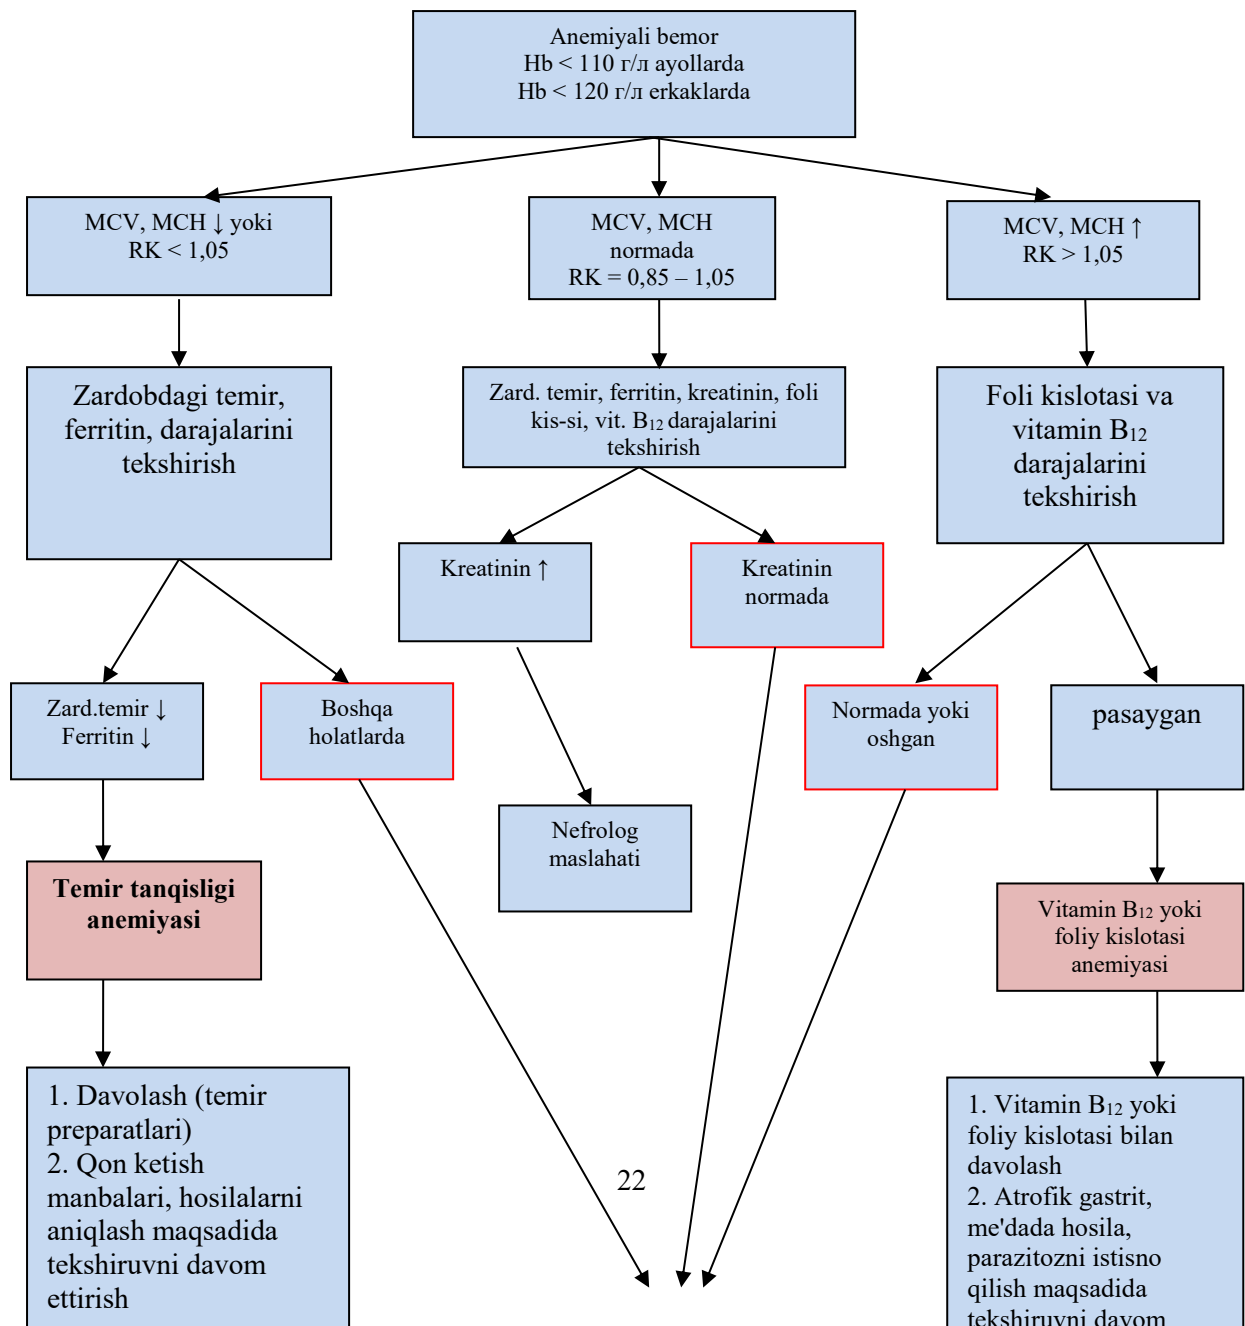 Anemiyali bemor
Hb < 110 г/л ayollarda
Hb < 120 г/л erkaklarda
MCV, MCH ↓ yoki
RK < 1,05
MCV, MCH
normada
RK = 0,85 – 1,05
MCV, MCH ↑
RK > 1,05
Zardobdagi temir,
ferritin, darajalarini
tekshirish
Zard. temir, ferritin, kreatinin, foli
kis-si, vit. B₁₂ darajalarini
tekshirish
Foli kislotasi va
vitamin B₁₂
darajalarini
tekshirish
Kreatinin ↑
Kreatinin
normada
Zard.temir ↓
Ferritin ↓
Boshqa
holatlarda
Normada yoki
oshgan
pasaygan
Nefrolog
maslahati
Temir tanqisligi
anemiyasi
Vitamin B₁₂ yoki
foliy kislotasi
anemiyasi
1. Davolash (temir
preparatlari)
2. Qon ketish
manbalari, hosilalarni
aniqlash maqsadida
tekshiruvni davom
ettirish
22
1. Vitamin B₁₂ yoki
foliy kislotasi bilan
davolash
2. Atrofik gastrit,
me'dada hosila,
parazitozni istisno
qilish maqsadida
tekshiruvni davom